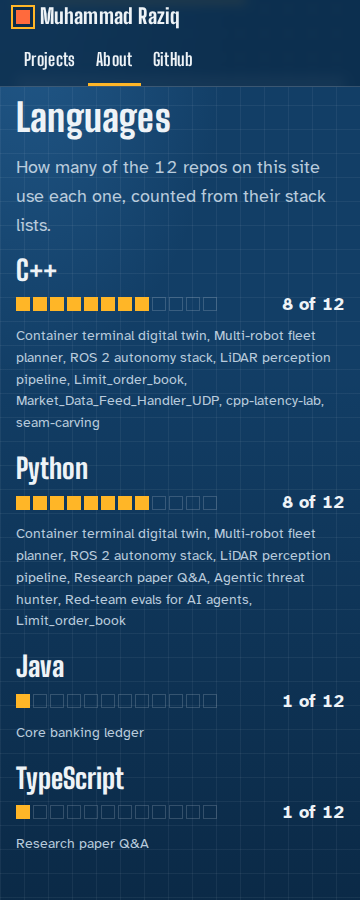 Muhammad Raziq
Projects About GitHub
Languages
How many of the 12 repos on this site
use each one, counted from their stack
lists.
C++
8 of 12
Container terminal digital twin, Multi-robot fleet
planner, ROS 2 autonomy stack, LiDAR perception
pipeline, Limit_order_book,
Market_Data_Feed_Handler_UDP, cpp-latency-lab,
seam-carving
Python
8 of 12
Container terminal digital twin, Multi-robot fleet
planner, ROS 2 autonomy stack, LiDAR perception
pipeline, Research paper Q&A, Agentic threat
hunter, Red-team evals for AI agents,
Limit_order_book
Java
1 of 12
Core banking ledger
TypeScript
1 of 12
Research paper Q&A